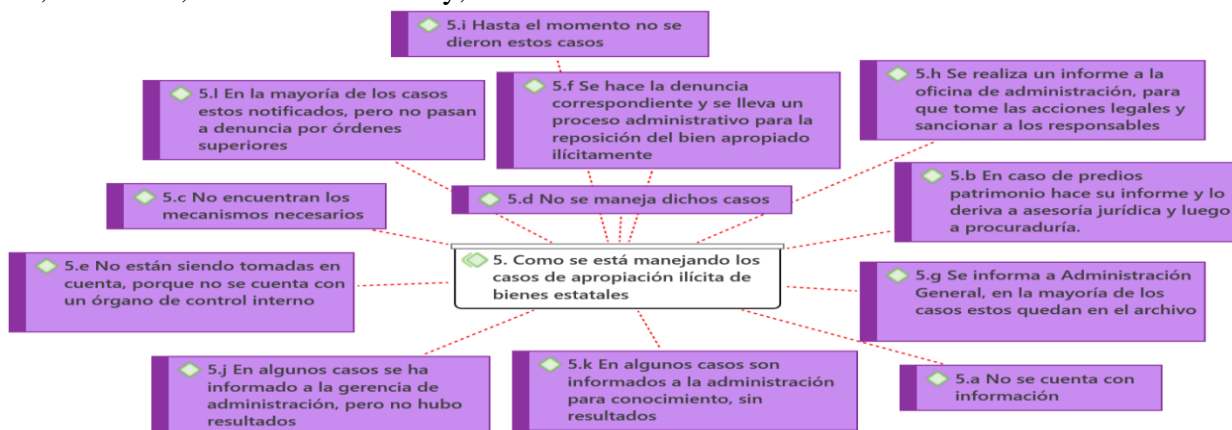 5.i Hasta el momento no se
dieron estos casos
5.l En la mayoría de los casos
estos notificados, pero no pasan
a denuncia por órdenes
superiores
5.f Se hace la denuncia
correspondiente y se lleva un
proceso administrativo para la
reposición del bien apropiado
ilícitamente
5.h Se realiza un informe a la
oficina de administración, para
que tome las acciones legales y
sancionar a los responsables
5.c No encuentran los
mecanismos necesarios
5.d No se maneja dichos casos
5.b En caso de predios
patrimonio hace su informe y lo
deriva a asesoría jurídica y luego
a procuraduría.
5.e No están siendo tomadas en
cuenta, porque no se cuenta con
un órgano de control interno
5. Como se está manejando los
casos de apropiación ilícita de
bienes estatales
5.g Se informa a Administración
General, en la mayoría de los
casos estos quedan en el archivo
5.j En algunos casos se ha
informado a la gerencia de
administración, pero no hubo
resultados
5.k En algunos casos son
informados a la administración
para conocimiento, sin
resultados
5.a No se cuenta con
información